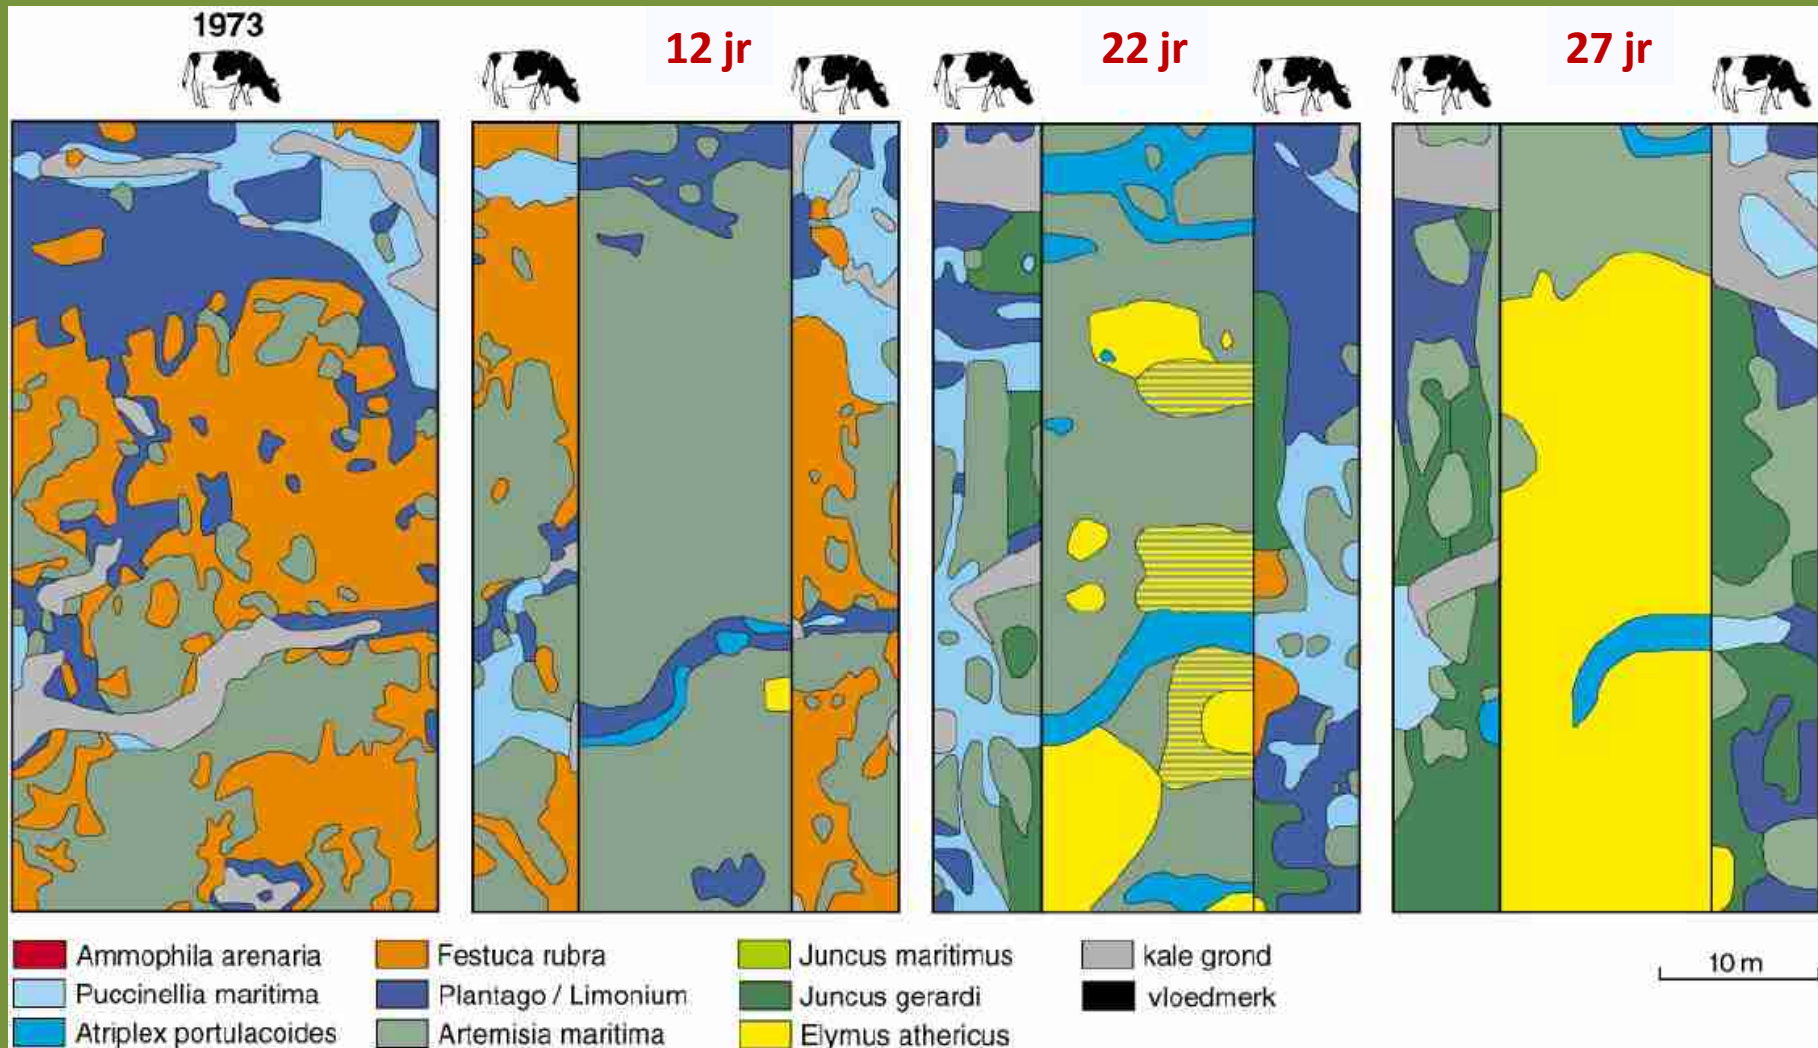 1973
12 jr
22 jr
27 jr
Ammophila arenaria
Festuca rubra
Juncus maritimus
kale grond
Puccinellia maritima
Plantago / Limonium
Juncus gerardi
vloedmerk
Atriplex portulacoides
Artemisia maritima
Elymus athericus
10 m